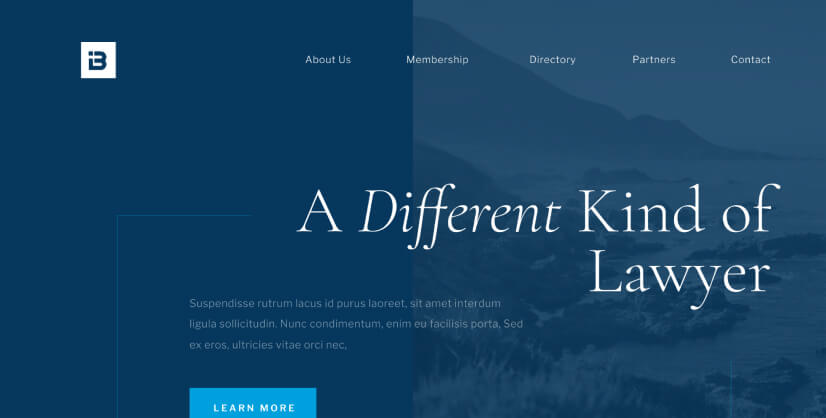 B
About Us Membership Directory Partners Contact
A Different Kind of
Lawyer
Suspendisse rutrum lacus id purus laoreet, sit amet interdum
ligula sollicitudin. Nunc condimentum, enim eu facilisis porta, Sed
ex eros, ultricies vitae orci nec,
LEARN MORE